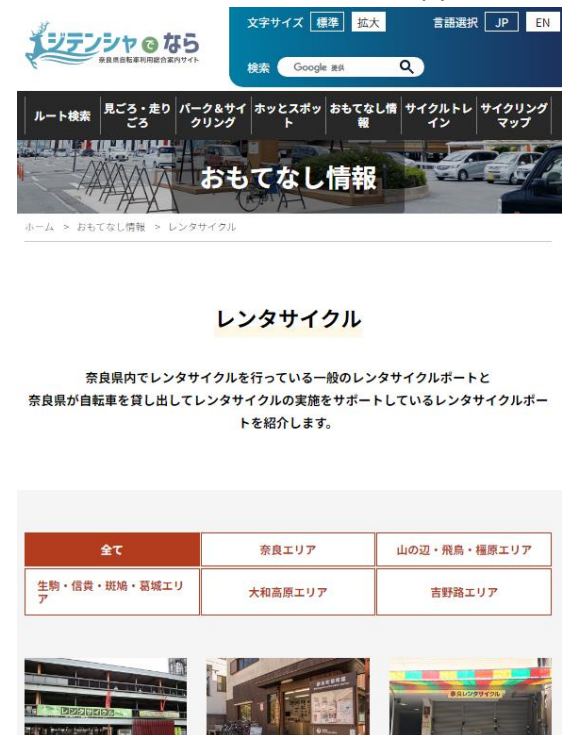 文字サイズ 標準 拡大 言語選択 JP EN
ジテンシャでなら
奈良県自転車利用総合案内サイト
検索 Google 提供
ルート検索
見ごろ・走り
ごろ
パーク&サイ
クリング
ホッとスポッ
ト
おもてなし情
報
サイクルトレ
イン
サイクリング
マップ
おもてなし情報
ホーム > おもてなし情報 > レンタサイクル
レンタサイクル
奈良県内でレンタサイクルを行っている一般のレンタサイクルポートと
奈良県が自転車を貸し出してレンタサイクルの実施をサポートしているレンタサイクルポー
トを紹介します。
全て
奈良エリア
山の辺・飛鳥・橿原エリア
生駒・信貴・斑鳩・葛城エリ
ア
大和高原エリア
吉野路エリア
レンタサイクル
奈良レンタサイクル